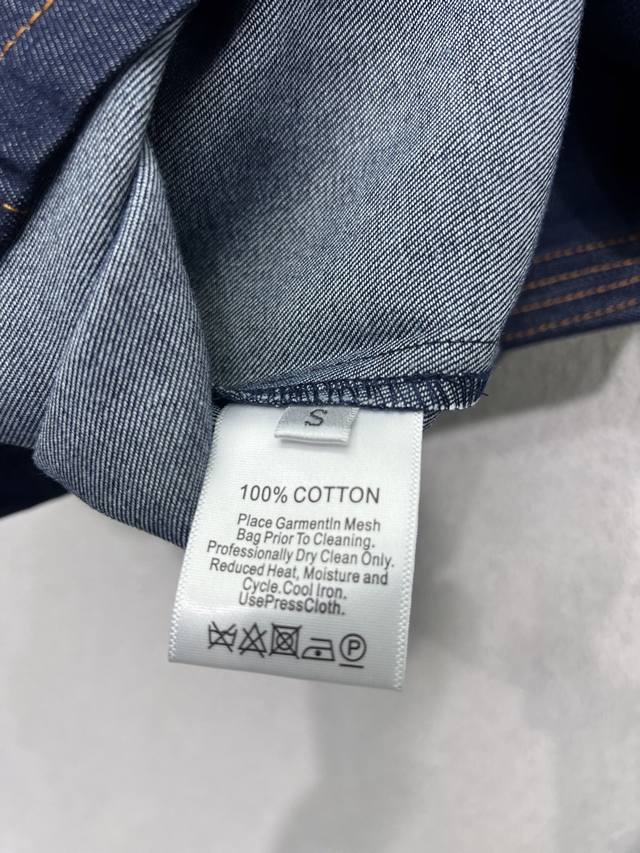 S
100% COTTON
Place GarmentIn Mesh
Bag Prior To Cleaning.
Professionally Dry Clean Only.
Reduced Heat, Moisture and
Cycle.Cool Iron.
UsePressCloth.
P